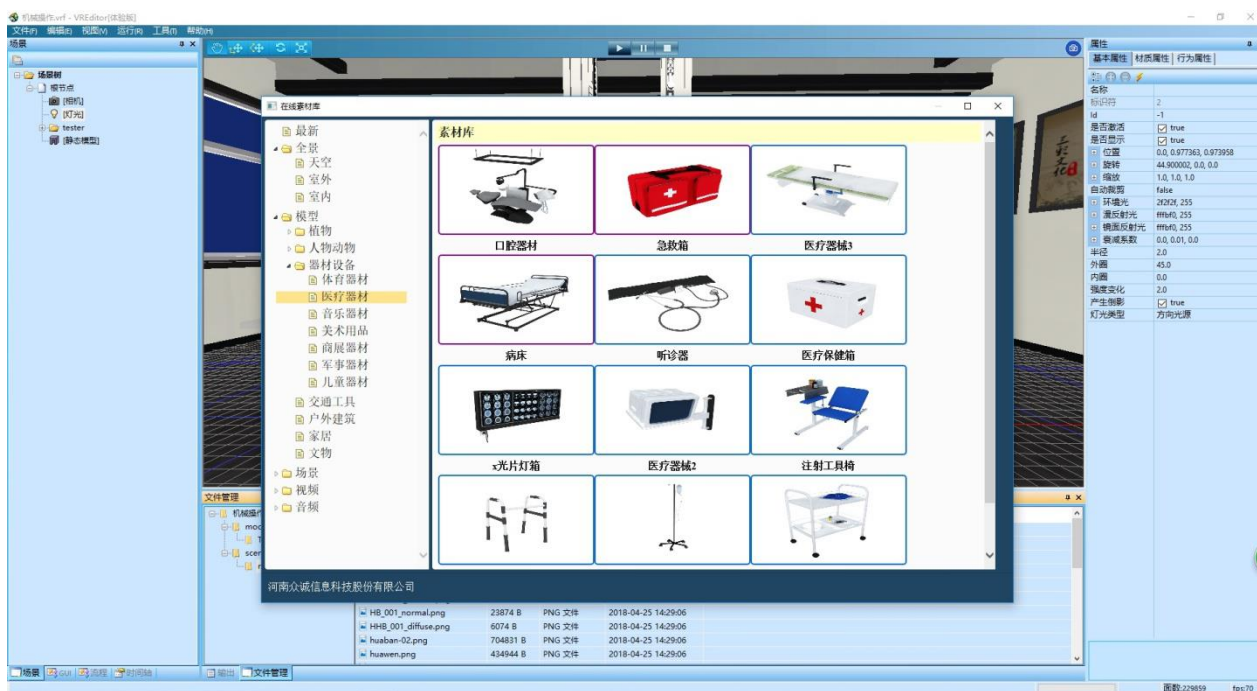 机械操作.vrf - VREditor[体验版]
文件(F) 编辑(E) 视图(V) 运行(R) 工具(T) 帮助(H)
场景
场景树
根节点
[相机]
[灯光]
tester
[静态模型]
在线素材库
最新
全景
天空
室外
室内
模型
植物
人物动物
器材设备
体育器材
医疗器材
音乐器材
美术用品
商展器材
军事器材
儿童器材
交通工具
户外建筑
家居
文物
场景
视频
音频
素材库
口腔器材 急救箱 医疗器械3
病床 听诊器 医疗保健箱
x光片灯箱 医疗器械2 注射工具椅
河南众诚信息科技股份有限公司
属性
基本属性 材质属性 行为属性
名称
标识符 2
Id -1
是否激活 true
是否显示 true
位置 0.0, 0.977363, 0.973958
旋转 44.900002, 0.0, 0.0
缩放 1.0, 1.0, 1.0
自动裁剪 false
环境光 2f2f2f, 255
漫反射光 fffbf0, 255
镜面反射光 fffbf0, 255
衰减系数 0.0, 0.01, 0.0
半径 2.0
外圈 45.0
内圈 0.0
强度变化 2.0
产生倒影 true
灯光类型 方向光源
文件管理
机械操
mod
T
scen
HB_001_normal.png 23874 B PNG 文件 2018-04-25 14:29:06
HHB_001_diffuse.png 6074 B PNG 文件 2018-04-25 14:29:06
huaban-02.png 704831 B PNG 文件 2018-04-25 14:29:06
huawen.png 434944 B PNG 文件 2018-04-25 14:29:06
场景 GUI 流程 时间轴 输出 文件管理
面数:229859 fps:70